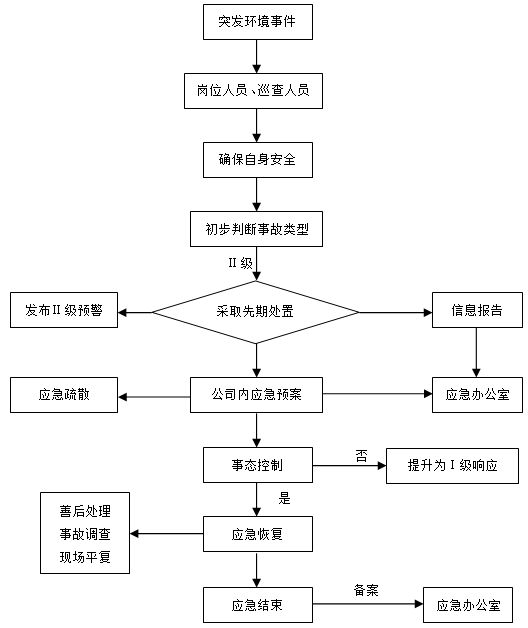 突发环境事件
岗位人员、巡查人员
确保自身安全
初步判断事故类型
Ⅱ级
发布Ⅱ级预警
采取先期处置
信息报告
应急疏散
公司内应急预案
应急办公室
事态控制
否
提升为Ⅰ级响应
是
善后处理
事故调查
现场平复
应急恢复
应急结束
备案
应急办公室